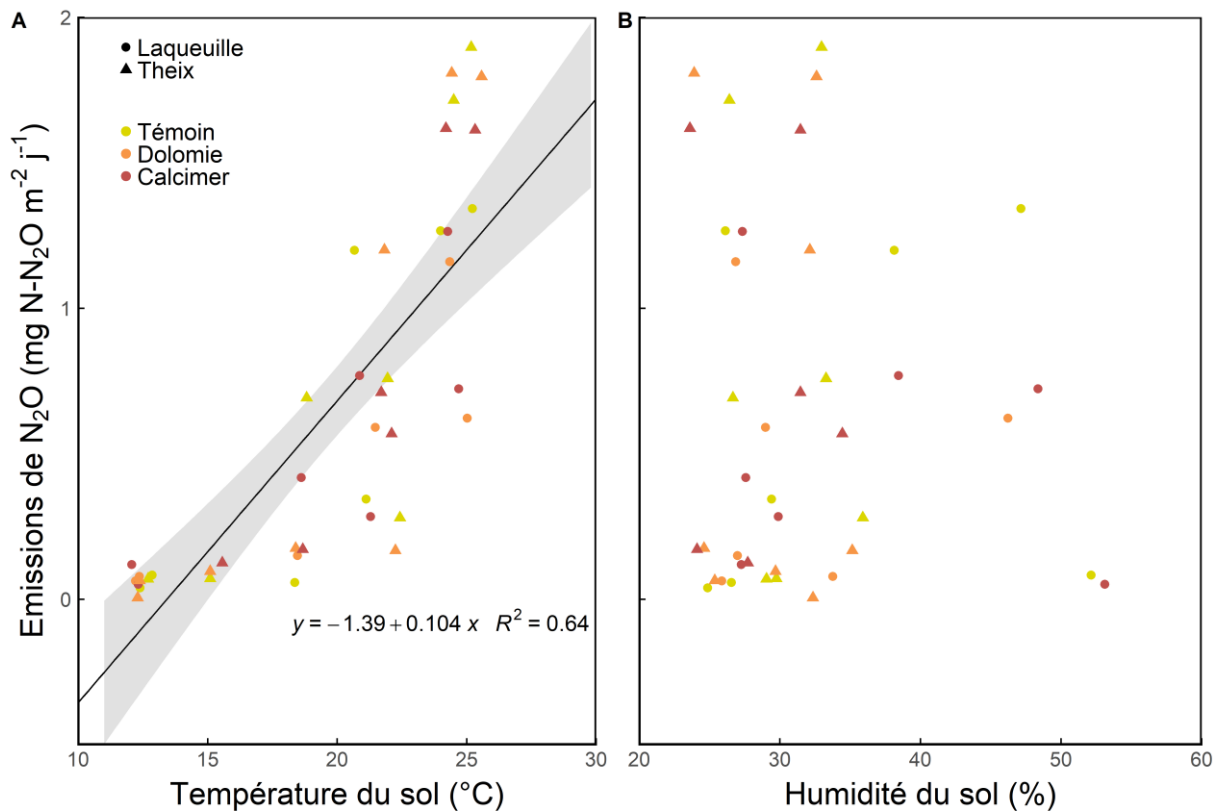 A
Laqueuille
Theix
Témoin
Dolomie
Calcimer
Emissions de N₂O (mg N-N₂O m⁻² j⁻¹)
2
1
0
y = −1.39 + 0.104 x R² = 0.64
10 15 20 25 30
Température du sol (°C)
B
20 30 40 50 60
Humidité du sol (%)